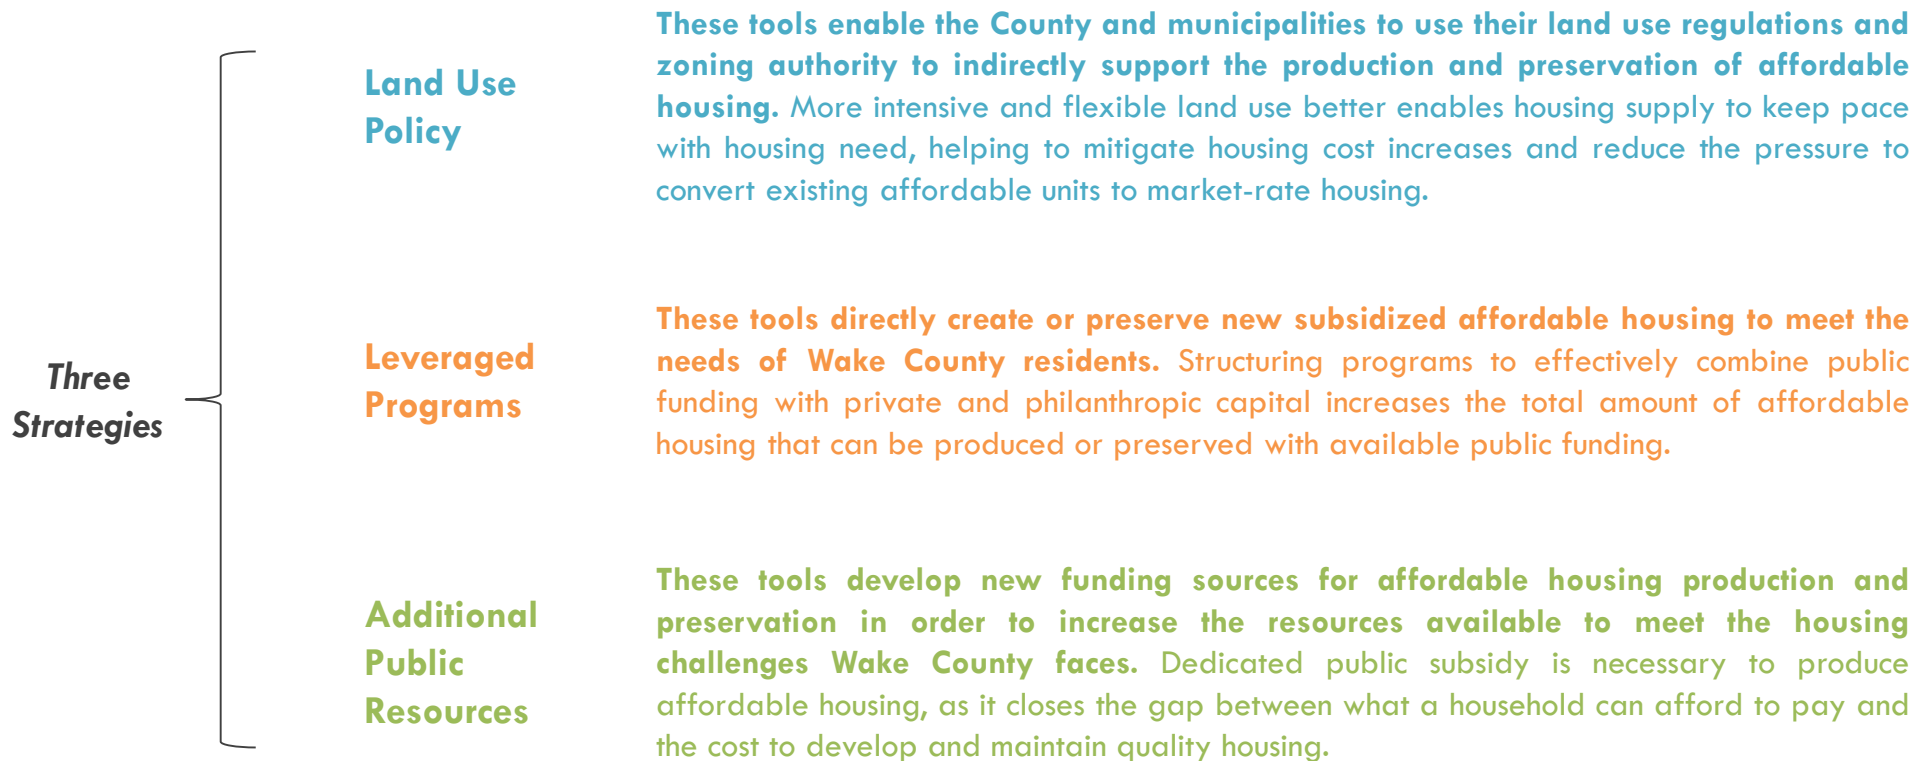 Three
Strategies
Land Use
Policy
These tools enable the County and municipalities to use their land use regulations and
zoning authority to indirectly support the production and preservation of affordable
housing. More intensive and flexible land use better enables housing supply to keep pace
with housing need, helping to mitigate housing cost increases and reduce the pressure to
convert existing affordable units to market-rate housing.
Leveraged
Programs
These tools directly create or preserve new subsidized affordable housing to meet the
needs of Wake County residents. Structuring programs to effectively combine public
funding with private and philanthropic capital increases the total amount of affordable
housing that can be produced or preserved with available public funding.
Additional
Public
Resources
These tools develop new funding sources for affordable housing production and
preservation in order to increase the resources available to meet the housing
challenges Wake County faces. Dedicated public subsidy is necessary to produce
affordable housing, as it closes the gap between what a household can afford to pay and
the cost to develop and maintain quality housing.